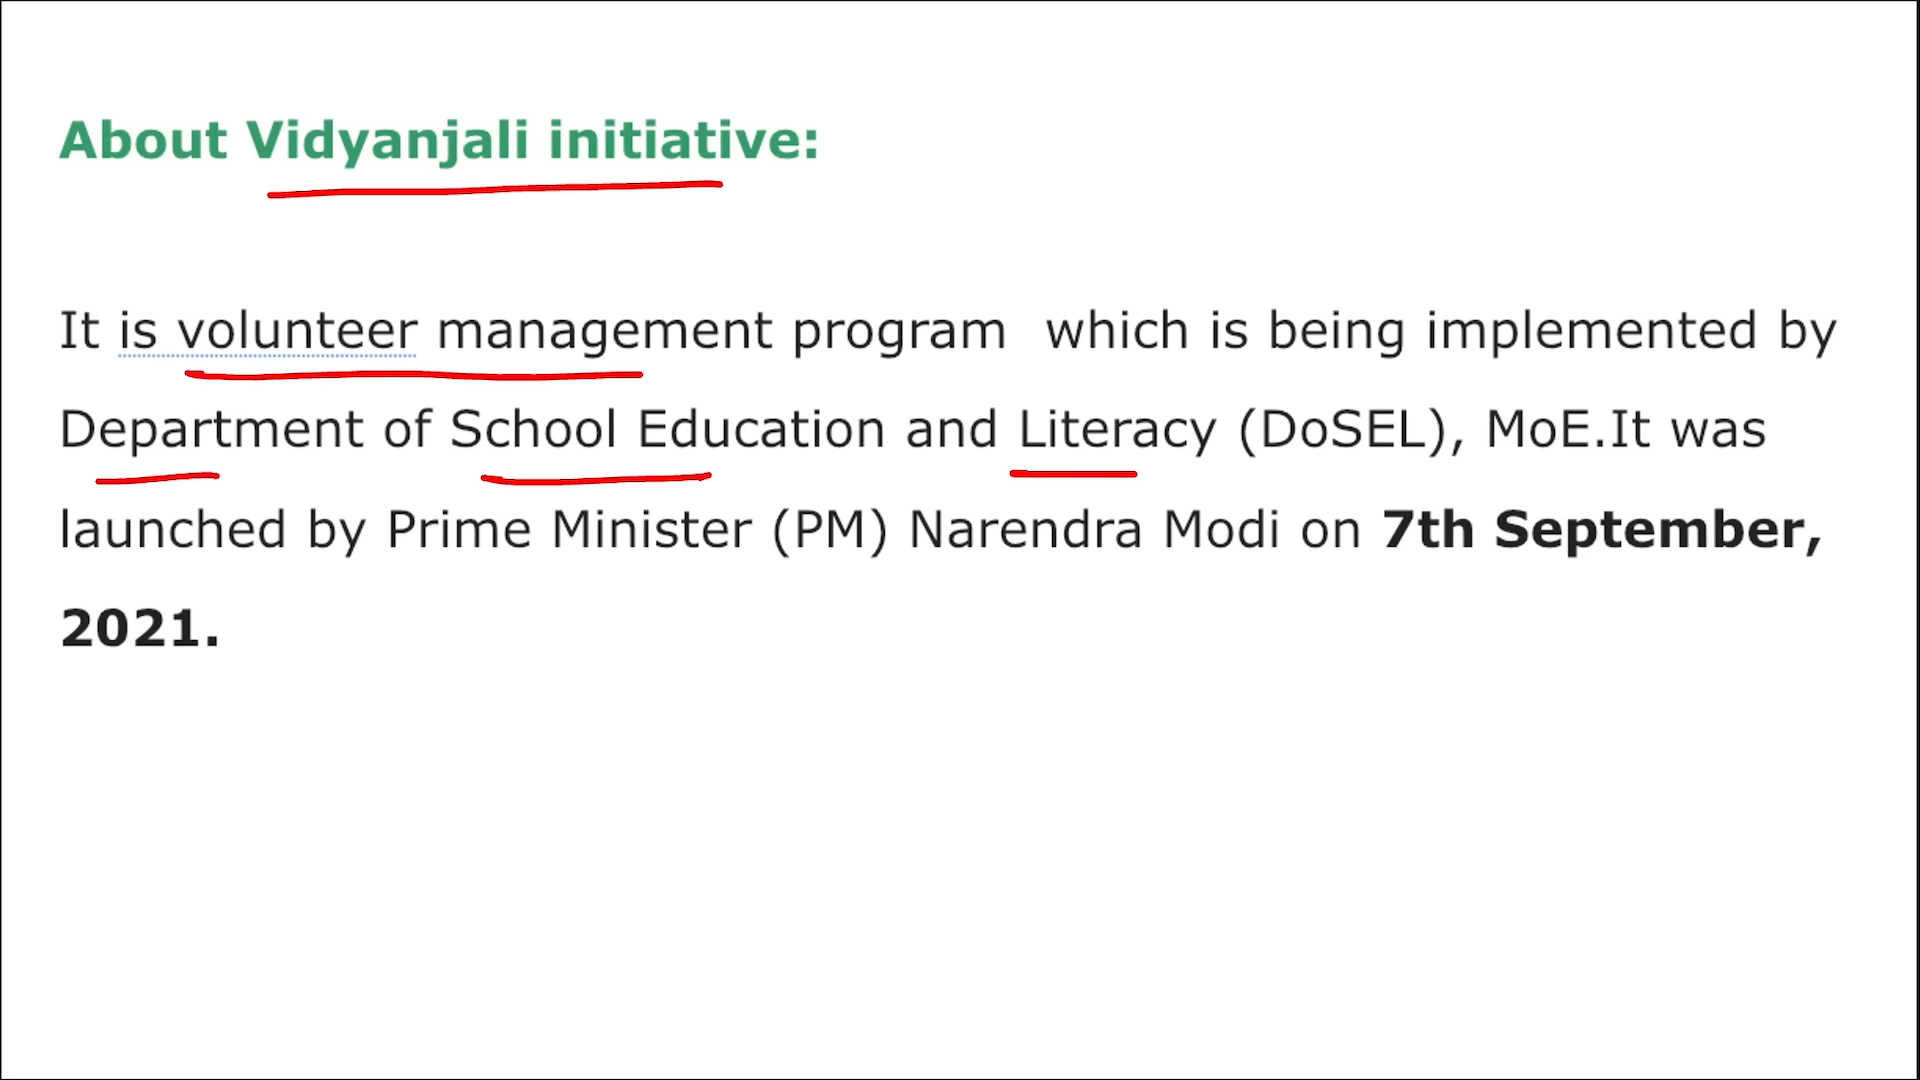 About Vidyanjali initiative:
It is volunteer management program  which is being implemented by
Department of School Education and Literacy (DoSEL), MoE.It was
launched by Prime Minister (PM) Narendra Modi on 7th September,
2021.